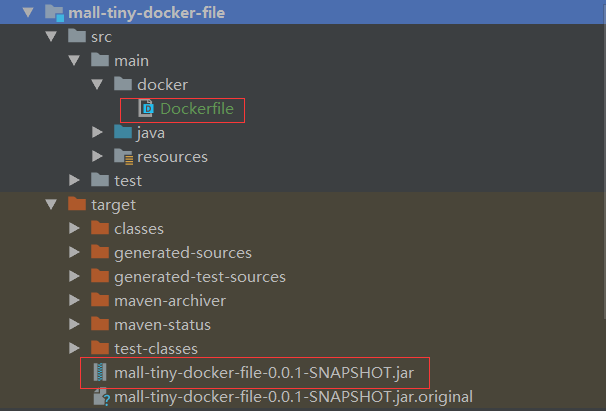 mall-tiny-docker-file
src
main
docker
Dockerfile
java
resources
test
target
classes
generated-sources
generated-test-sources
maven-archiver
maven-status
test-classes
mall-tiny-docker-file-0.0.1-SNAPSHOT.jar
mall-tiny-docker-file-0.0.1-SNAPSHOT.jar.original